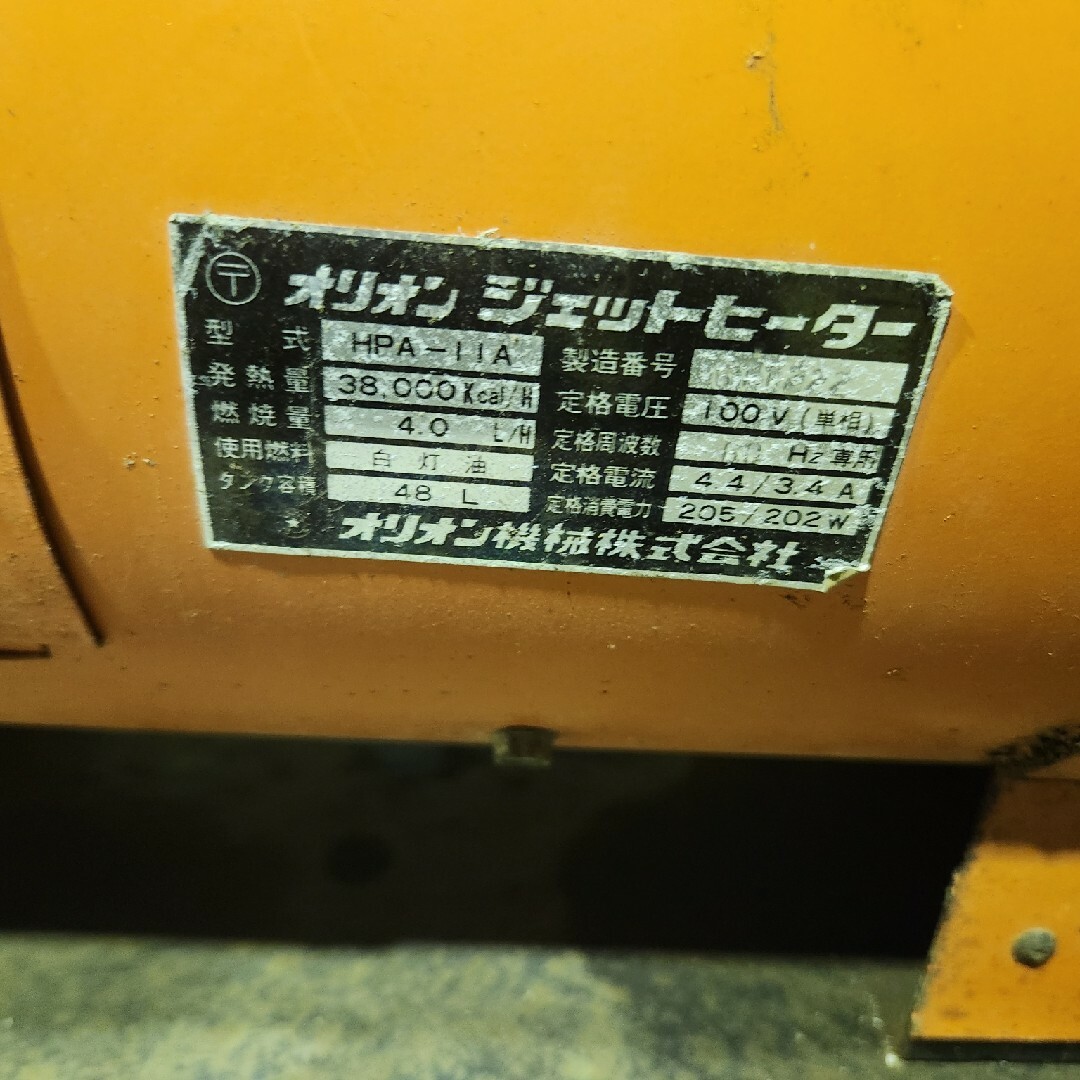 〒 オリオン ジェットヒーター
型式 HPA-11A 製造番号
発熱量 38,000 Kcal/H 定格電圧 100V(単相)
燃焼量 4.0 L/H 定格周波数 Hz専用
使用燃料 白灯油 定格電流 4.4/3.4A
タンク容積 48 L 定格消費電力 205/202W
オリオン機械株式会社